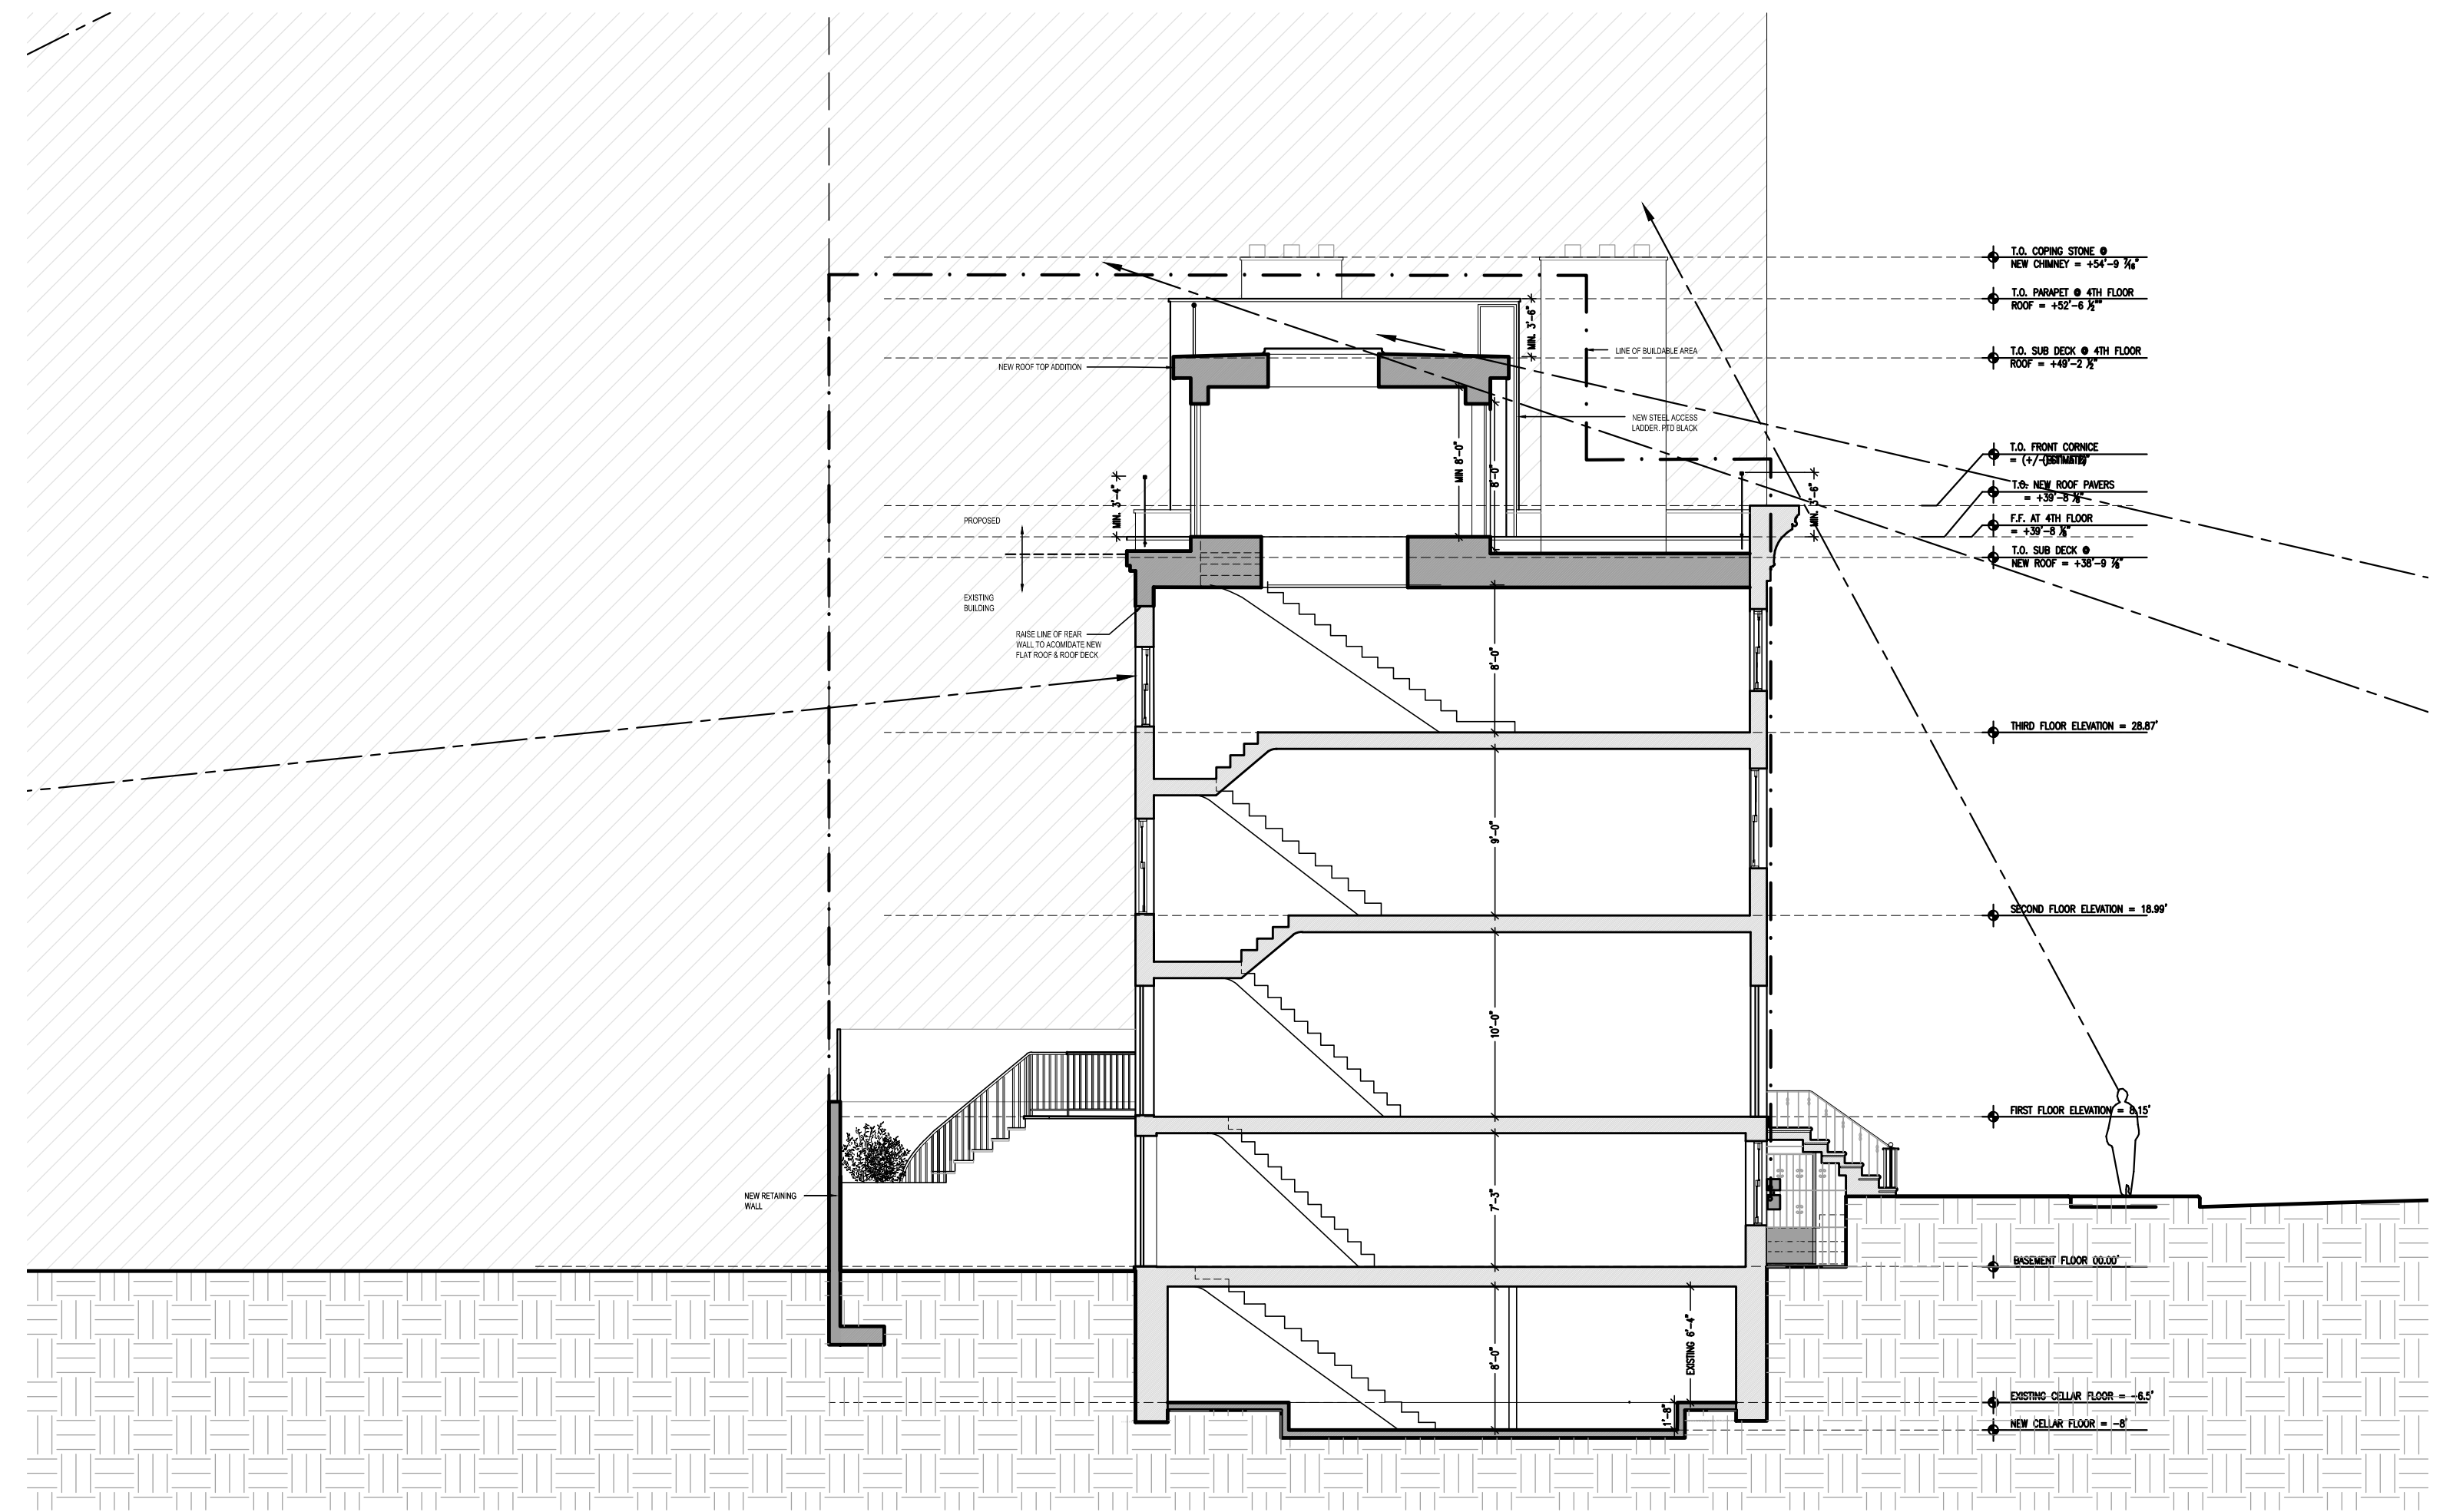 T.O. COPING STONE @
NEW CHIMNEY = +54'-9 7/16"
T.O. PARAPET @ 4TH FLOOR
ROOF = +52'-6 1/2""
MIN. 3'-6"
LINE OF BUILDABLE AREA
T.O. SUB DECK @ 4TH FLOOR
ROOF = +49'-2 1/2"
NEW ROOF TOP ADDITION
NEW STEEL ACCESS
LADDER. PTD BLACK
MIN 8'-0"
8'-0"
T.O. FRONT CORNICE
= (+/-
MIN. 3'-4"
MIN. 3'-6"
T.O. NEW ROOF PAVERS
= +39'-8
PROPOSED
F.F. AT 4TH FLOOR
= +39'-8
T.O. SUB DECK @
NEW ROOF = +38'-9
EXISTING
BUILDING
RAISE LINE OF REAR
WALL TO ACOMIDATE NEW
FLAT ROOF & ROOF DECK
8'-0"
THIRD FLOOR ELEVATION = 28.87'
9'-0"
SECOND FLOOR ELEVATION = 18.99'
10'-0"
FIRST FLOOR ELEVATION = 8.15'
NEW RETAINING
WALL
7'-3"
BASEMENT FLOOR 00.00'
8'-0"
EXISTING 6'-4"
EXISTING CELLAR FLOOR = -6.5'
1'-8"
NEW CELLAR FLOOR = -8'